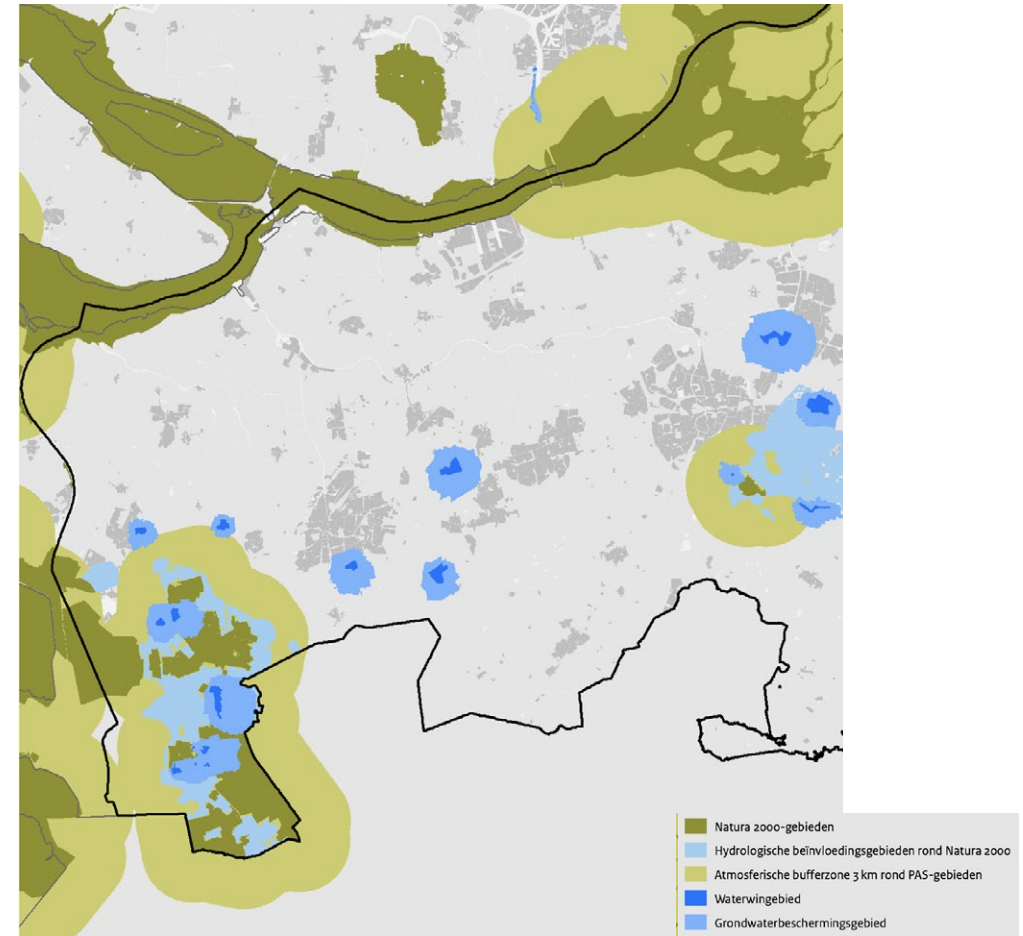 Natura 2000-gebieden
Hydrologische beïnvloedingsgebieden rond Natura 2000
Atmosferische bufferzone 3 km rond PAS-gebieden
Waterwingebied
Grondwaterbeschermingsgebied